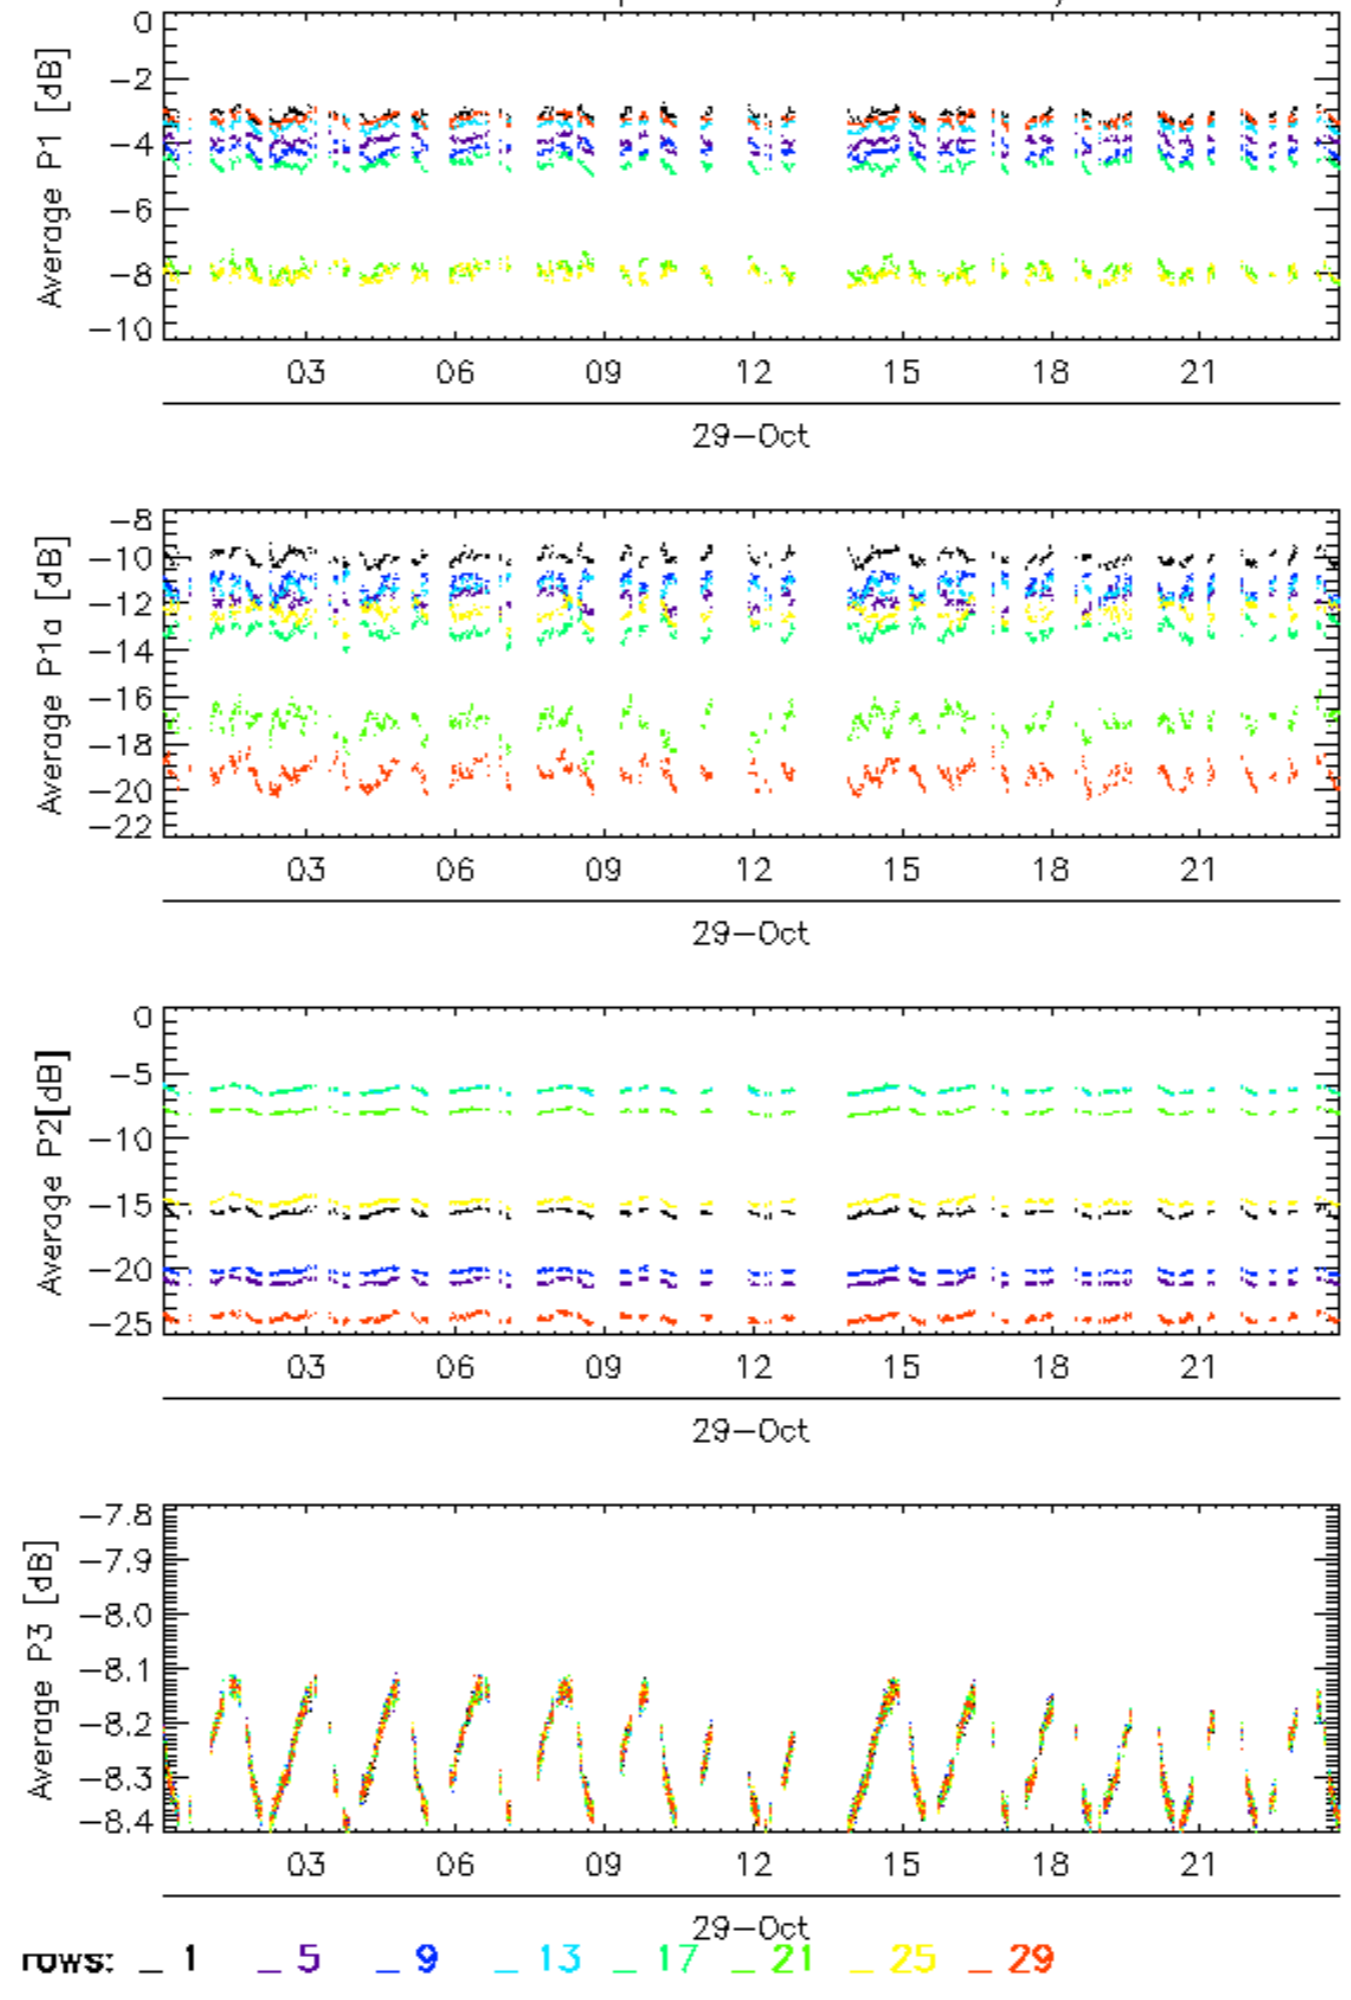 0
−2
−4
−6
−8
−10
Average P1 [dB]
03 06 09 12 15 18 21
29−Oct
−8
−10
−12
−14
−16
−18
−20
−22
Average P1a [dB]
03 06 09 12 15 18 21
29−Oct
0
−5
−10
−15
−20
−25
Average P2[dB]
03 06 09 12 15 18 21
29−Oct
−7.8
−7.9
−8.0
−8.1
−8.2
−8.3
−8.4
Average P3 [dB]
03 06 09 12 15 18 21
29−Oct
rows: _ 1 _ 5 _ 9 _ 13 _ 17 _ 21 _ 25 _ 29